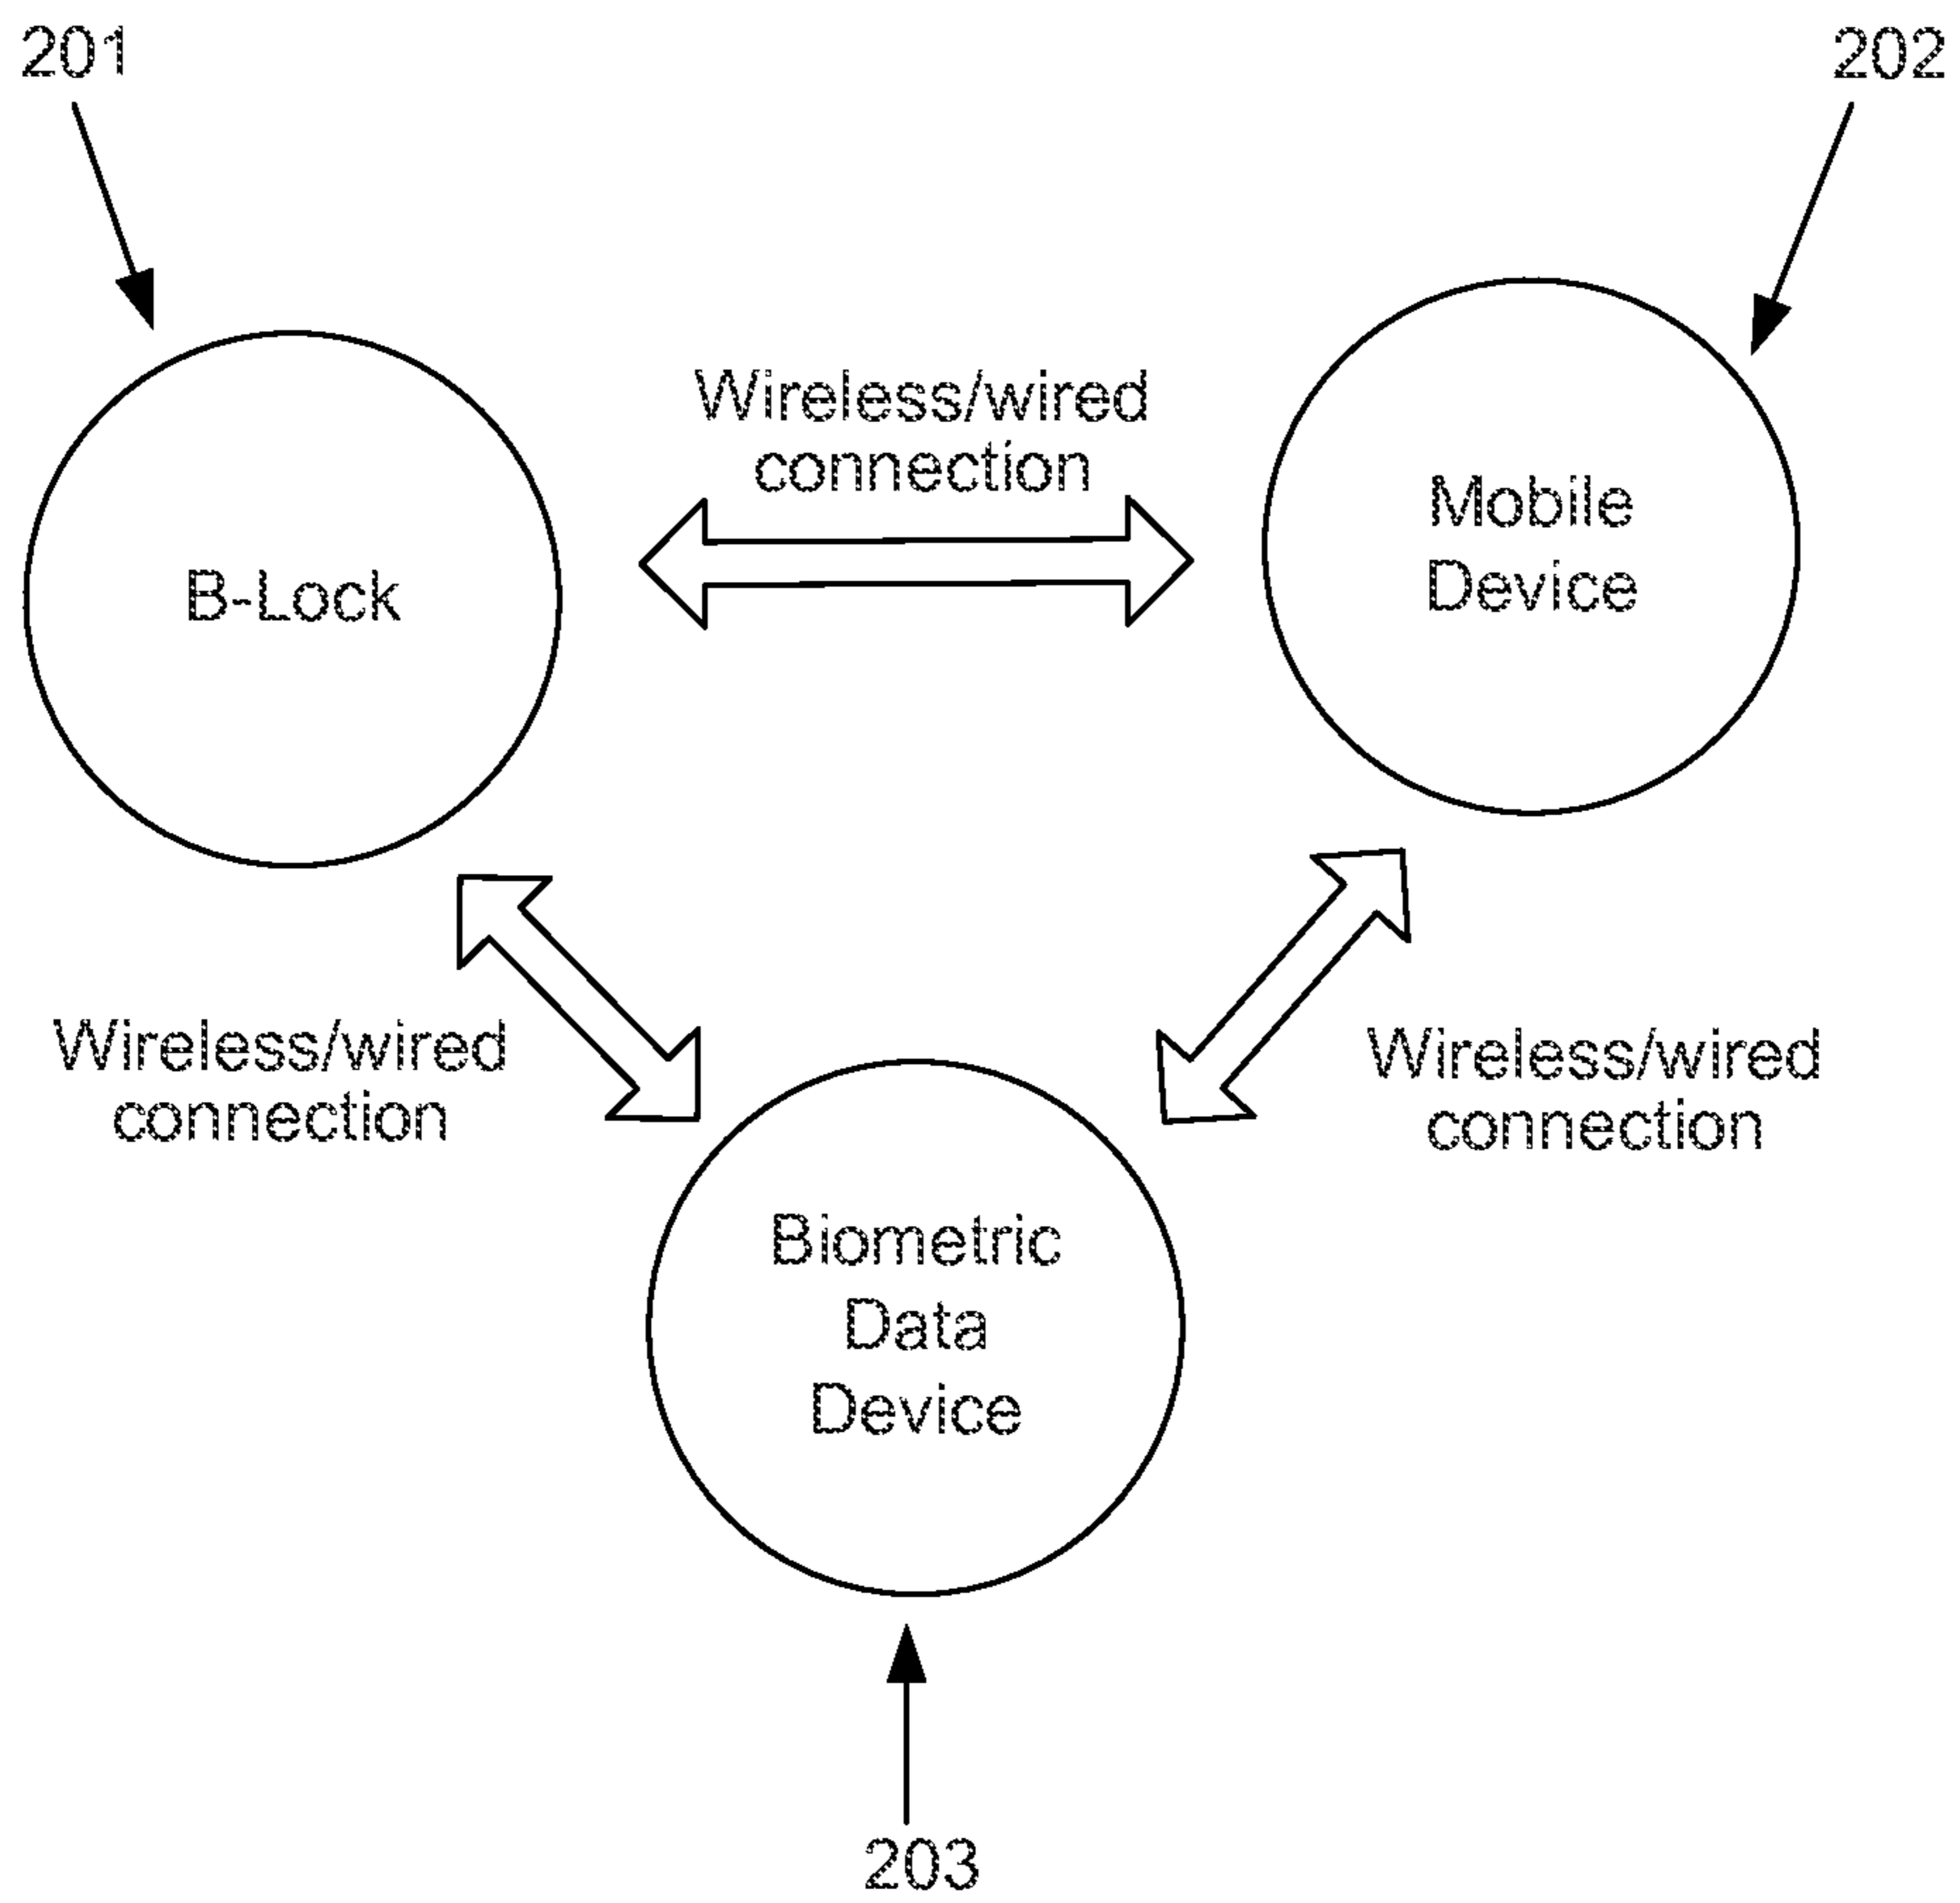 201
202
Wireless/wired
connection
Mobile
Device
B-Lock
Wireless/wired
connection
Wireless/wired
connection
Biometric
Data
Device
203